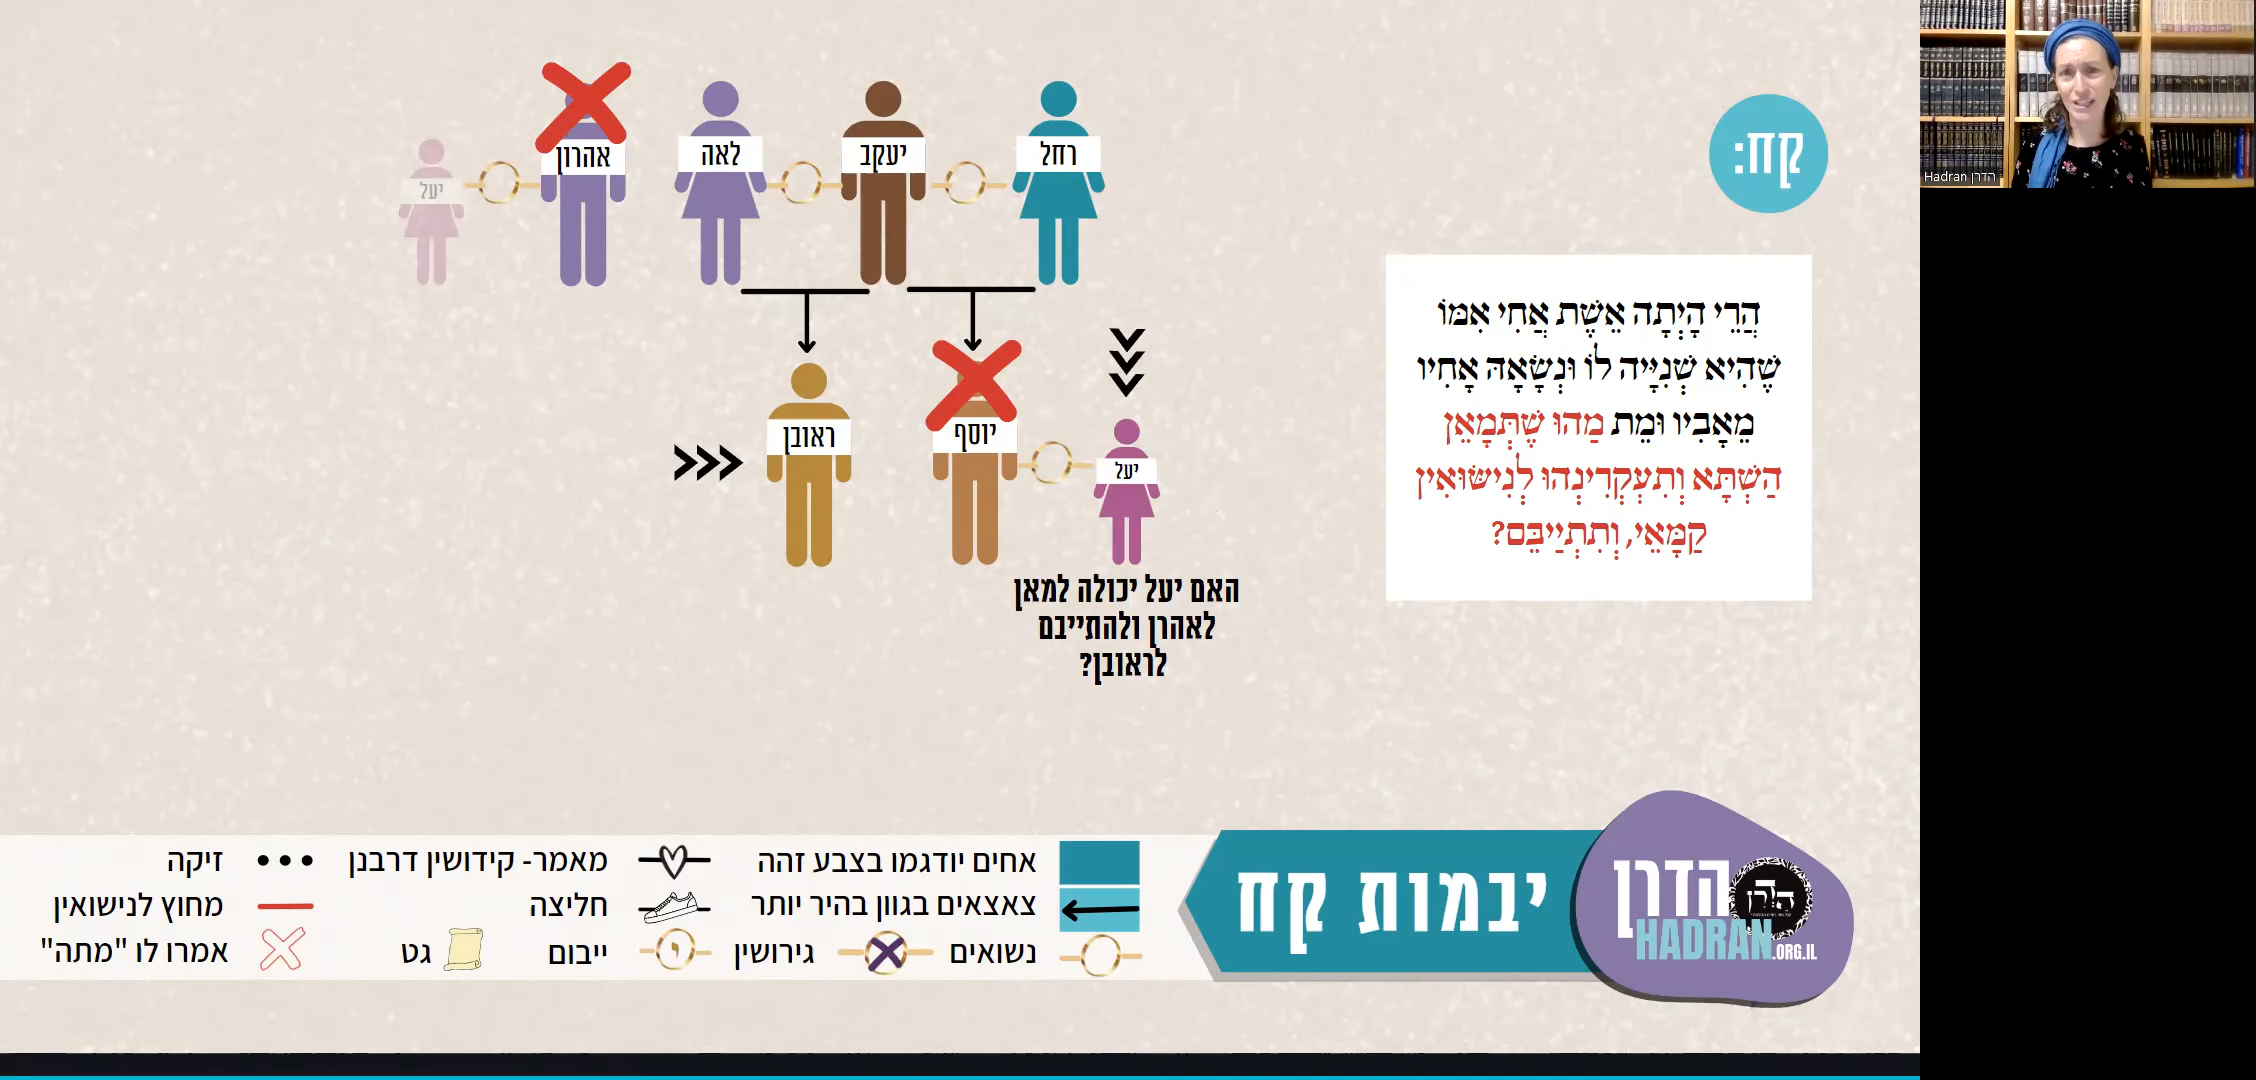 קח:
רחל
יעקב
לאה
אהרון
יעל
ראובן
יוסף
יעל
האם יעל יכולה למאן
לאהרן ולהתייבם
לראובן?
הֲרֵי הָיְתָה אֵשֶׁת אֲחִי אִמּוֹ
שֶׁהִיא שְׁנִיָּיה לוֹ וּנְשָׂאָהּ אָחִיו
מֵאָבִיו וּמֵת מַהוּ שֶׁתְּמָאֵן
הַשְׁתָּא וְתִעְקְרִינְהוּ לְנִישּׂוּאִין
קַמָּאֵי, וְתִתְיַיבֵּם?
Hadran הדרן
הדרן
HADRAN.ORG.IL
יבמות קח
אחים יודגמו בצבע זהה
צאצאים בגוון בהיר יותר
נשואים
גירושין
מאמר- קידושין דרבנן
חליצה
ייבום
גט
זיקה
מחוץ לנישואין
אמרו לו "מתה"